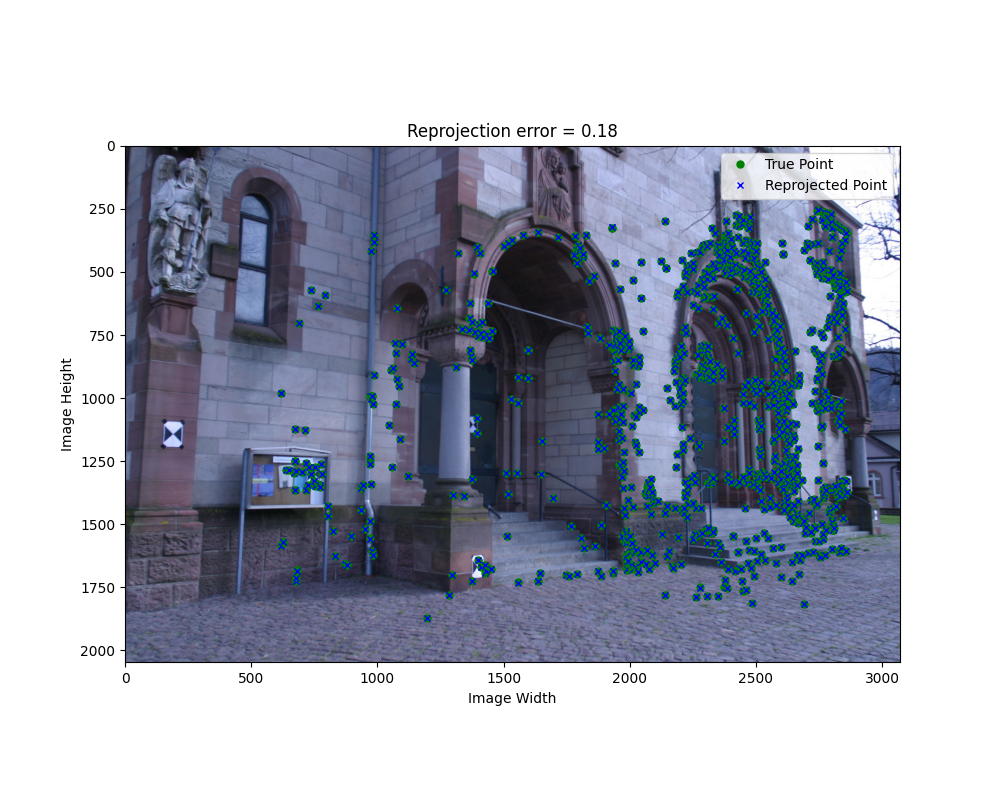 Reprojection error = 0.18
True Point
Reprojected Point
0
250
500
750
1000
1250
1500
1750
2000
Image Height
0 500 1000 1500 2000 2500 3000
Image Width